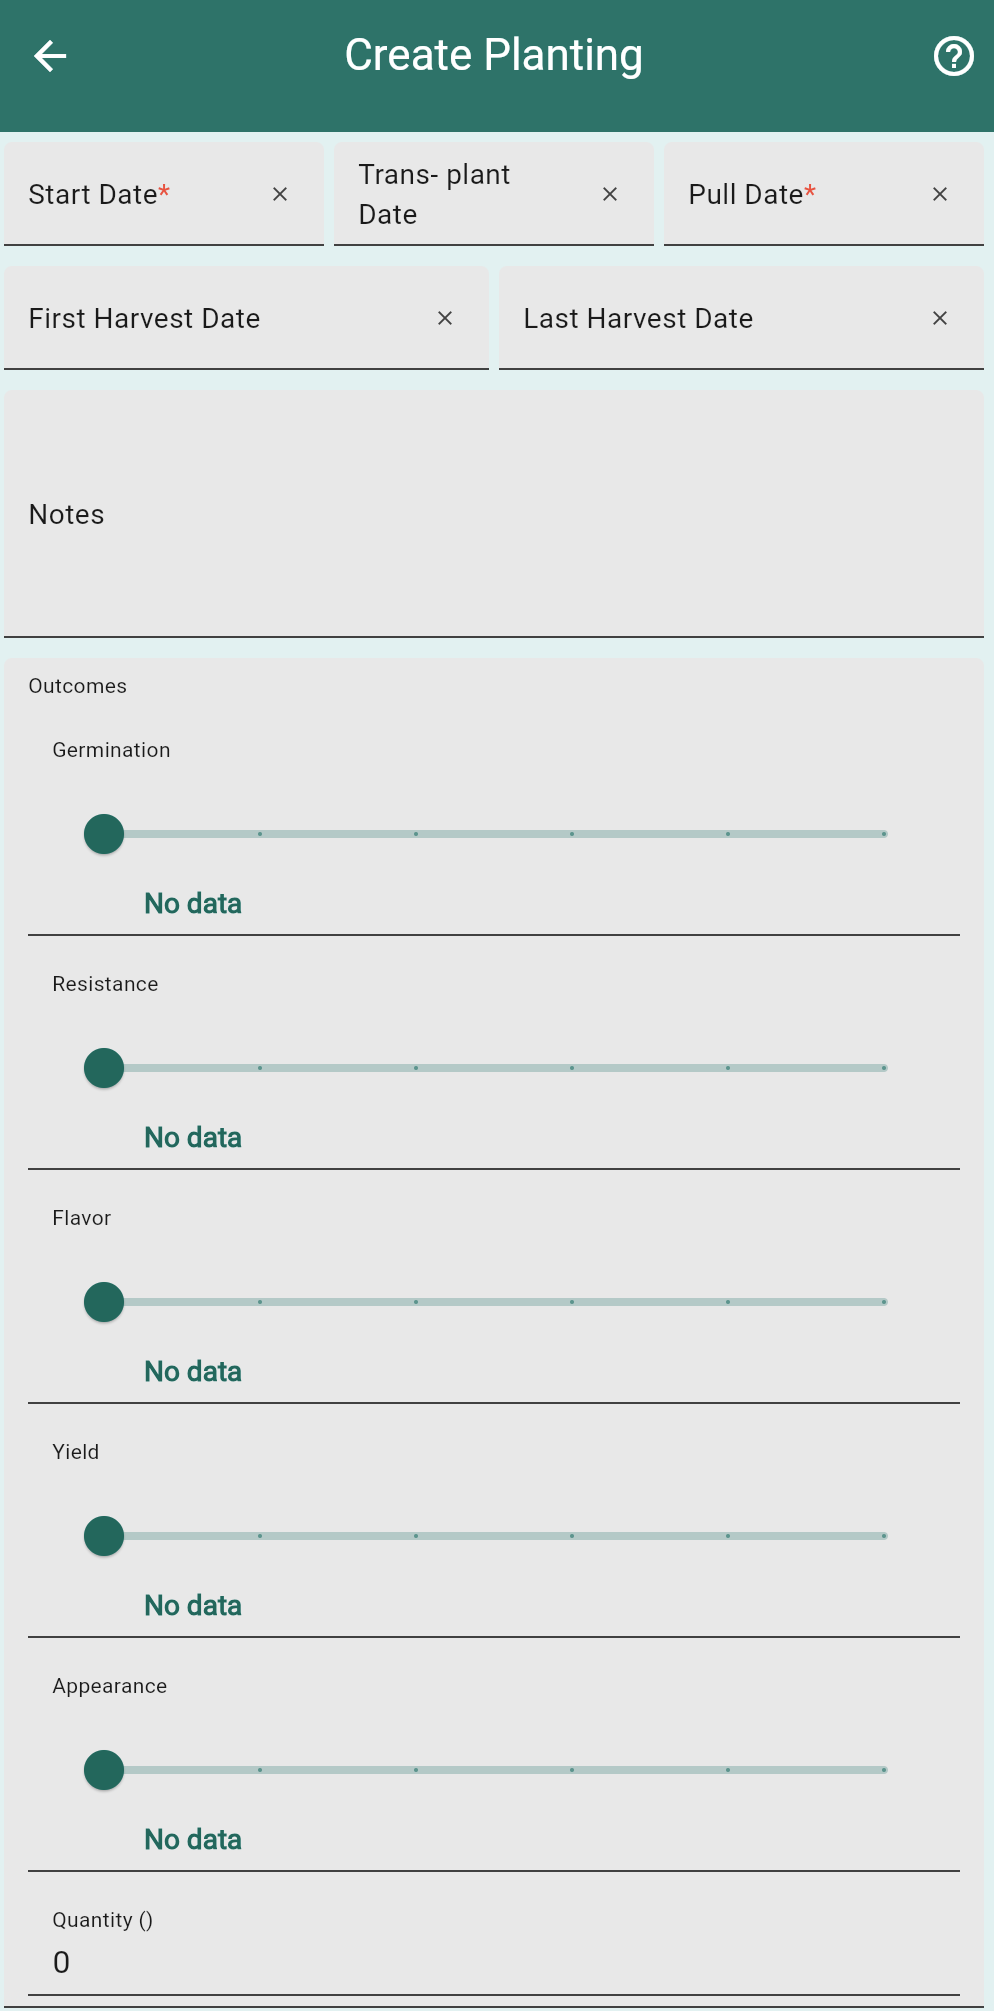 Create Planting
Start Date*
Trans- plant
Date
Pull Date*
First Harvest Date
Last Harvest Date
Notes
Outcomes
Germination
No data
Resistance
No data
Flavor
No data
Yield
No data
Appearance
No data
Quantity ()
0